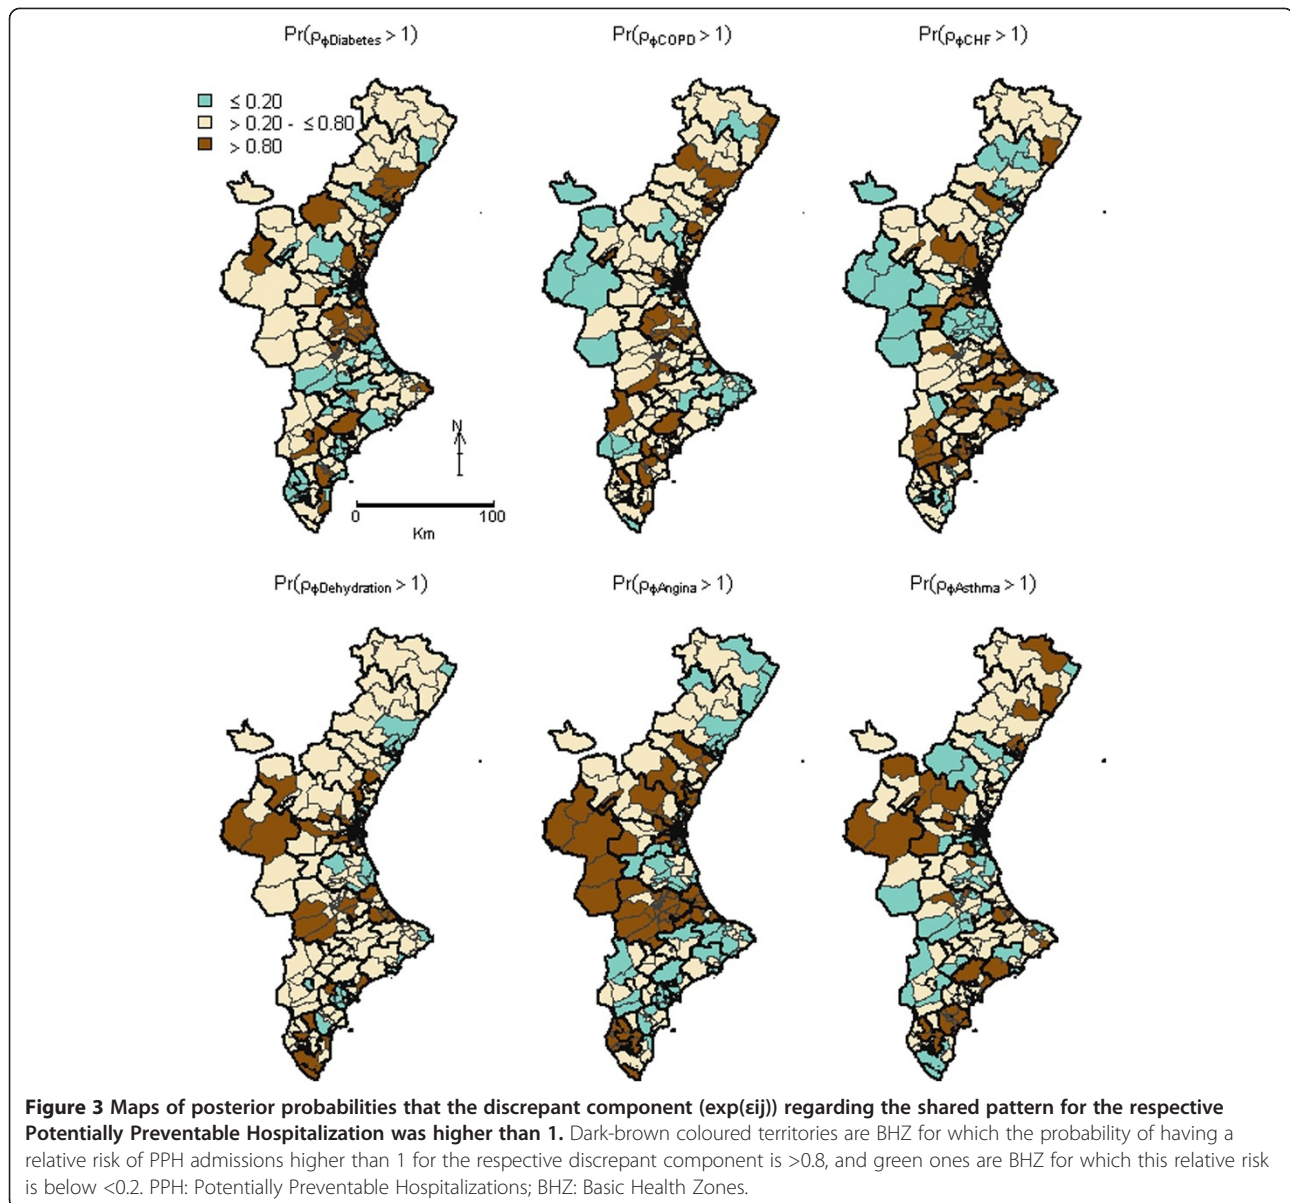 Pr(ρϕDiabetes > 1)
Pr(ρϕCOPD > 1)
Pr(ρϕCHF > 1)
≤ 0.20
> 0.20 - ≤ 0.80
> 0.80
N
0 100
Km
Pr(ρϕDehydration > 1)
Pr(ρϕAngina > 1)
Pr(ρϕAsthma > 1)
Figure 3 Maps of posterior probabilities that the discrepant component (exp(εij)) regarding the shared pattern for the respective
Potentially Preventable Hospitalization was higher than 1. Dark-brown coloured territories are BHZ for which the probability of having a
relative risk of PPH admissions higher than 1 for the respective discrepant component is >0.8, and green ones are BHZ for which this relative risk
is below <0.2. PPH: Potentially Preventable Hospitalizations; BHZ: Basic Health Zones.